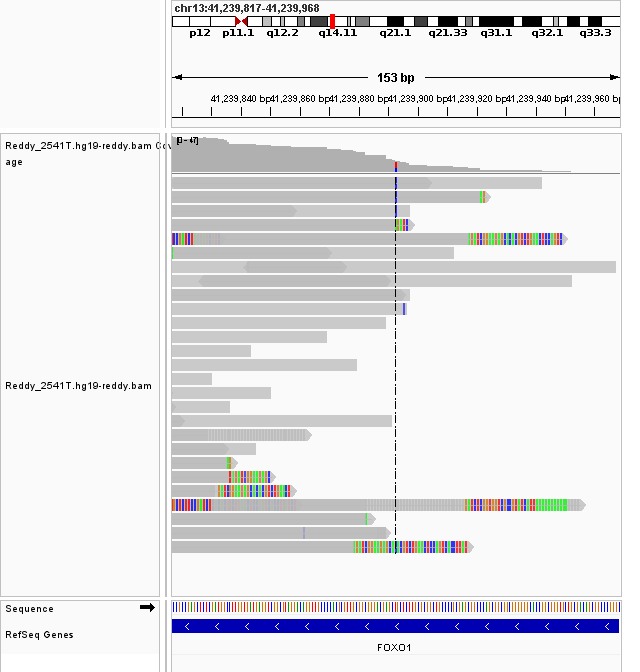 chr13:41,239,817-41,239,968
p12 p11.1 q12.2 q14.11 q21.1 q21.33 q31.1 q32.1 q33.3
153 bp
41,239,840 bp 41,239,860 bp 41,239,880 bp 41,239,900 bp 41,239,920 bp 41,239,940 bp 41,239,960 bp
[0 - 47]
Reddy_2541T.hg19-reddy.bam Cov
age
Reddy_2541T.hg19-reddy.bam
Sequence
RefSeq Genes
FOXO1